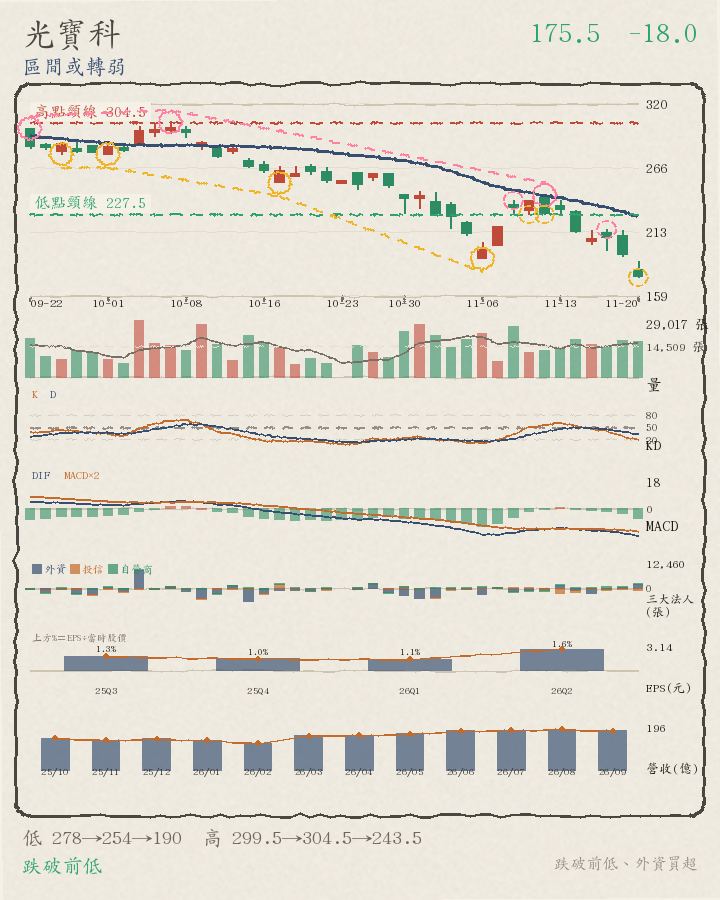 光寶科
175.5 -18.0
區間或轉弱
高點頸線 304.5
320
266
低點頸線 227.5
213
159
09-22 10-01 10-08 10-16 10-23 10-30 11-06 11-13 11-20
29,017 張
14,509 張
量
K D
80
50
20
KD
DIF MACD×2
18
0
MACD
外資 投信 自營商
12,460
0
三大法人
(張)
上方%=EPS÷當時股價
1.3% 1.0% 1.1% 1.6%
3.14
25Q3 25Q4 26Q1 26Q2
EPS(元)
196
25/10 25/11 25/12 26/01 26/02 26/03 26/04 26/05 26/06 26/07 26/08 26/09
營收(億)
低 278→254→190 高 299.5→304.5→243.5
跌破前低
跌破前低、外資買超